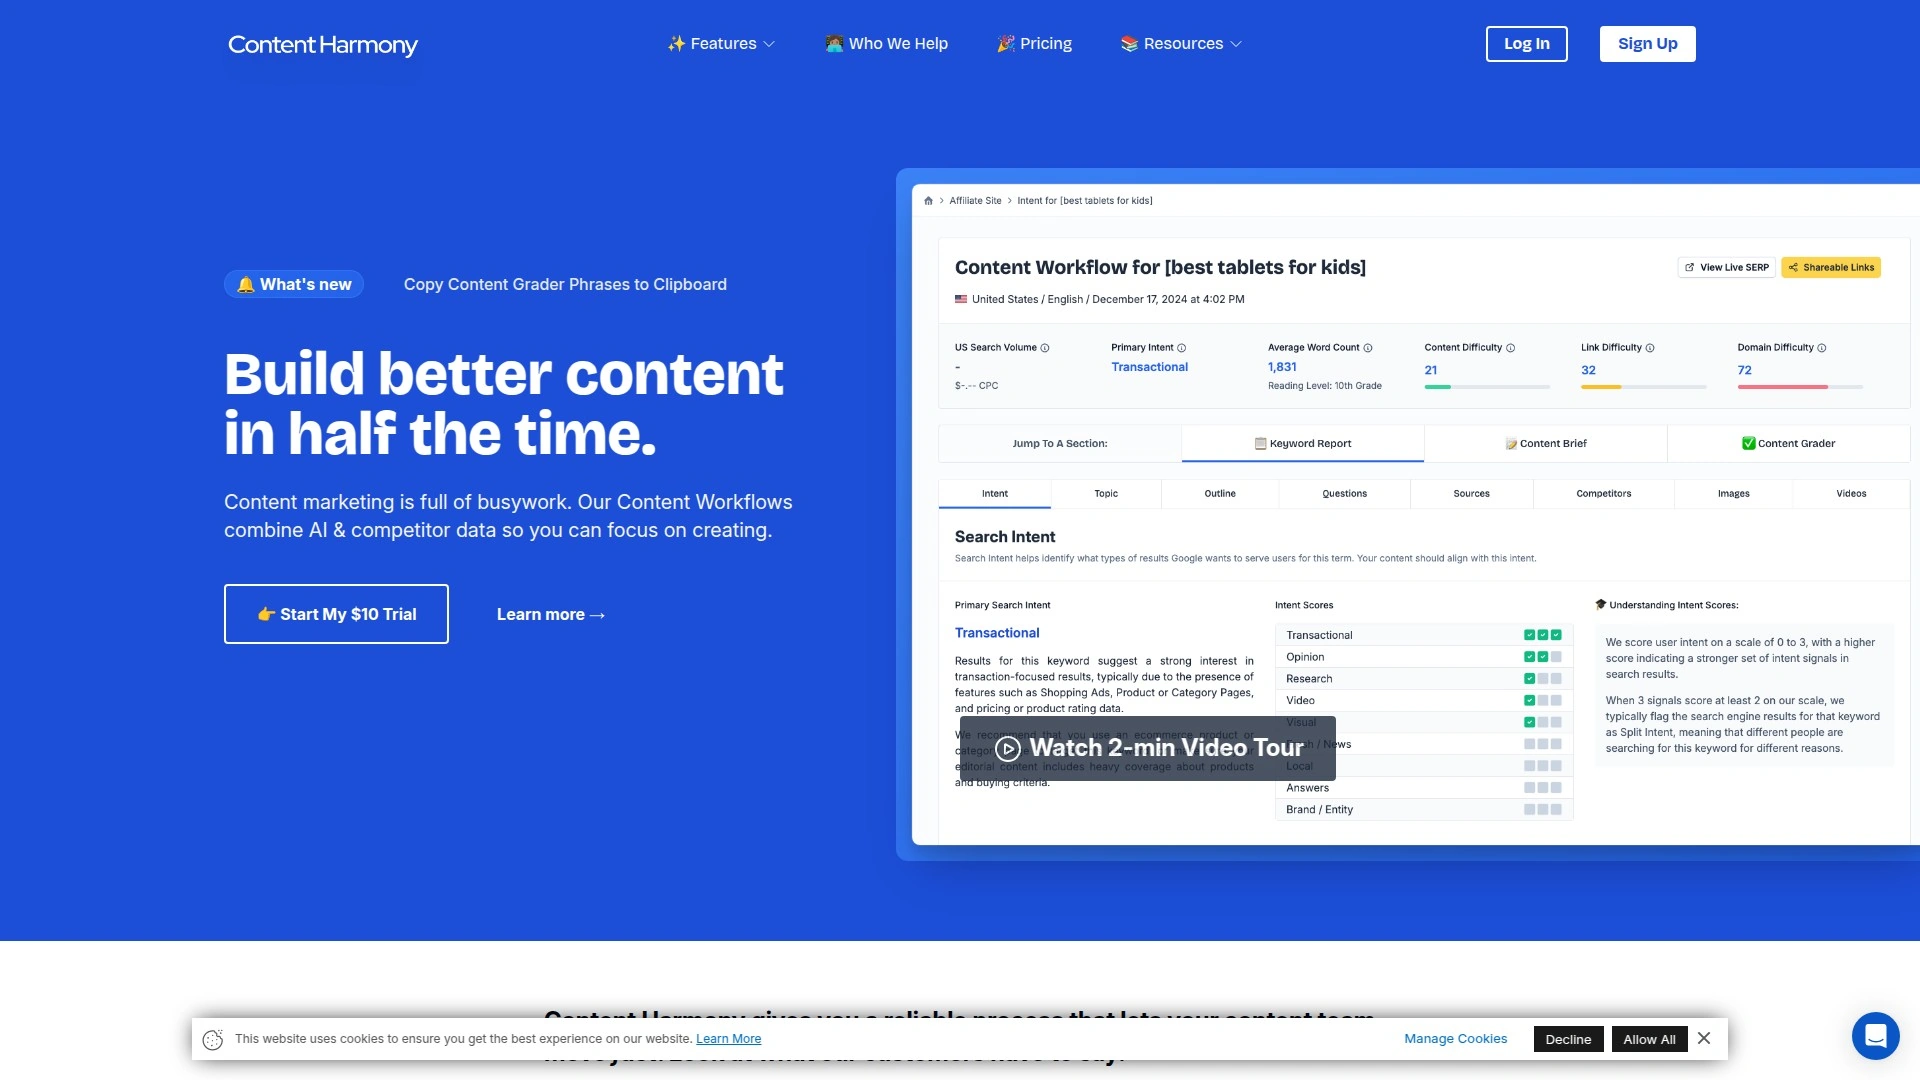 Content Harmony
✨ Features
👩🏽‍💻 Who We Help
🎉 Pricing
📚 Resources
Log In
Sign Up
🔔 What's new
Copy Content Grader Phrases to Clipboard
Build better content
in half the time.
Content marketing is full of busywork. Our Content Workflows
combine AI & competitor data so you can focus on creating.
👉 Start My $10 Trial
Learn more →
Affiliate Site > Intent for [best tablets for kids]
Content Workflow for [best tablets for kids]
View Live SERP
Shareable Links
United States / English / December 17, 2024 at 4:02 PM
US Search Volume
-
$-.-- CPC
Primary Intent
Transactional
Average Word Count
1,831
Reading Level: 10th Grade
Content Difficulty
21
Link Difficulty
32
Domain Difficulty
72
Jump To A Section:
📋 Keyword Report
📝 Content Brief
✅ Content Grader
Intent
Topic
Outline
Questions
Sources
Competitors
Images
Videos
Search Intent
Search Intent helps identify what types of results Google wants to serve users for this term. Your content should align with this intent.
Primary Search Intent
Transactional
Results for this keyword suggest a strong interest in
transaction-focused results, typically due to the presence of
features such as Shopping Ads, Product or Category Pages,
and pricing or product rating data.
We recommend that you use an ecommerce product or
editorial content includes heavy coverage about products
and buying criteria.
Watch 2-min Video Tour
Intent Scores
Transactional
Opinion
Research
Video
Visual
/ News
Local
Answers
Brand / Entity
🎓 Understanding Intent Scores:
We score user intent on a scale of 0 to 3, with a higher
score indicating a stronger set of intent signals in
search results.
When 3 signals score at least 2 on our scale, we
typically flag the search engine results for that keyword
as Split Intent, meaning that different people are
searching for this keyword for different reasons.
Content Harmony gives you a reliable process that lets your content team
This website uses cookies to ensure you get the best experience on our website. Learn More
Manage Cookies
Decline
Allow All